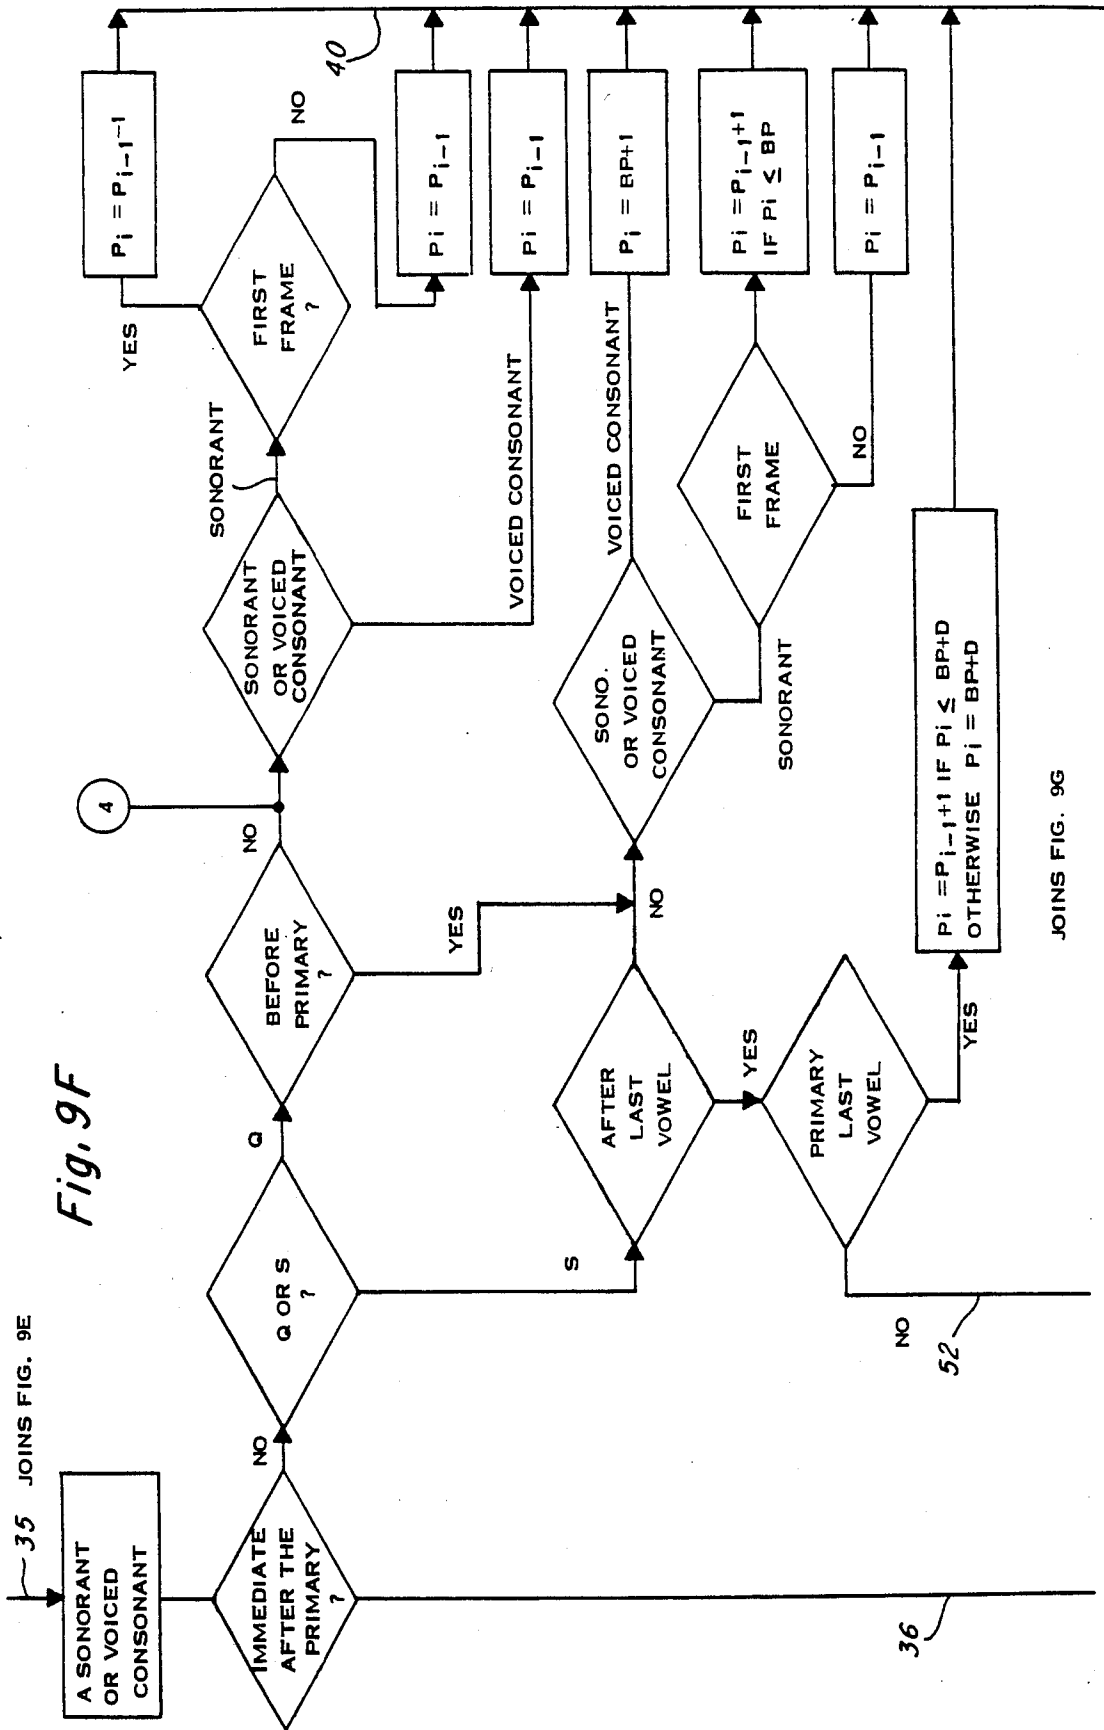 Fig. 9F
35 JOINS FIG. 9E
A SONORANT
OR VOICED
CONSONANT
IMMEDIATE
AFTER THE
PRIMARY
?
NO
36
Q OR S
?
Q
S
BEFORE
PRIMARY
?
NO
YES
4
SONORANT
OR VOICED
CONSONANT
SONORANT
VOICED CONSONANT
FIRST
FRAME
?
YES
NO
Pi = Pi-1-1
Pi = Pi-1
Pi = Pi-1
40
AFTER
LAST
VOWEL
NO
YES
SONO.
OR VOICED
CONSONANT
VOICED CONSONANT
SONORANT
Pi = BP+1
FIRST
FRAME
NO
Pi = Pi-1+1
IF Pi ≤ BP
Pi = Pi-1
PRIMARY
LAST
VOWEL
NO
52
YES
Pi = Pi-1+1 IF Pi ≤ BP+D
OTHERWISE Pi = BP+D
JOINS FIG. 9G